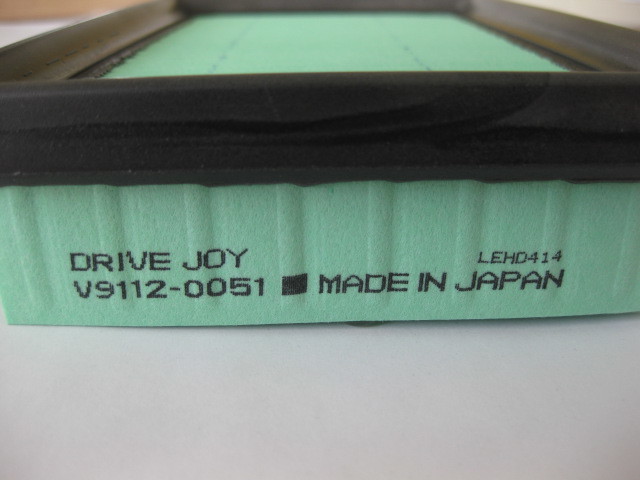 DRIVE JOY
LEHD414
V9112-0051 ■ MADE IN JAPAN